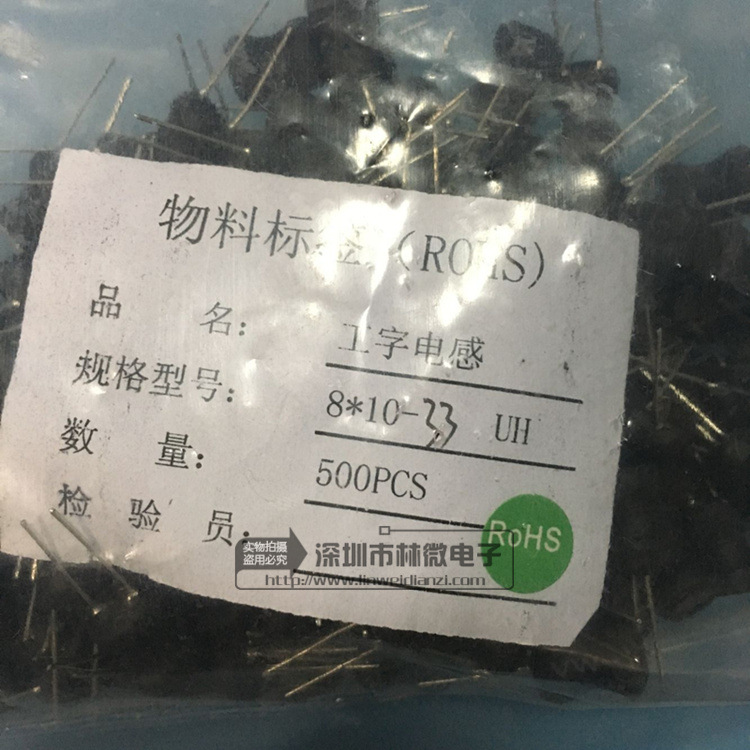 物料标签(ROHS)
品 名: 工字电感
规格型号: 8*10-33 UH
数 量: 500PCS
检 验 员:
RoHS
实物拍摄
盗用必究
深圳市林微电子
http://www.linweidianzi.com